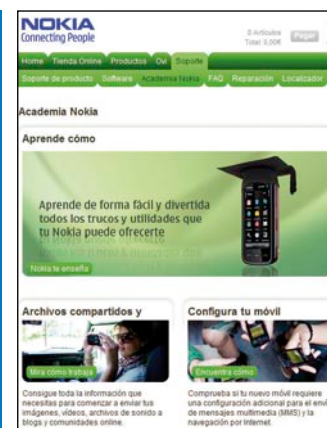 NOKIA
Connecting People
0 Artículos
Total: 0,00€
Pagar
Home Tienda Online Productos Ovi Soporte
Soporte de producto Software Academia Nokia FAQ Reparación Localizador
Academia Nokia
Aprende cómo
Aprende de forma fácil y divertida
todos los trucos y utilidades que
tu Nokia puede ofrecerte
Nokia te enseña
Archivos compartidos y
Configura tu móvil
Mira cómo trabaja
Encuentra cómo
Consigue toda la información que
necesitas para comenzar a enviar tus
imágenes, vídeos, archivos de sonido a
blogs y comunidades online.
Comprueba si tu nuevo móvil requiere
una configuración adicional para el enví
de mensajes multimedia (MMS) y la
navegación por Internet.